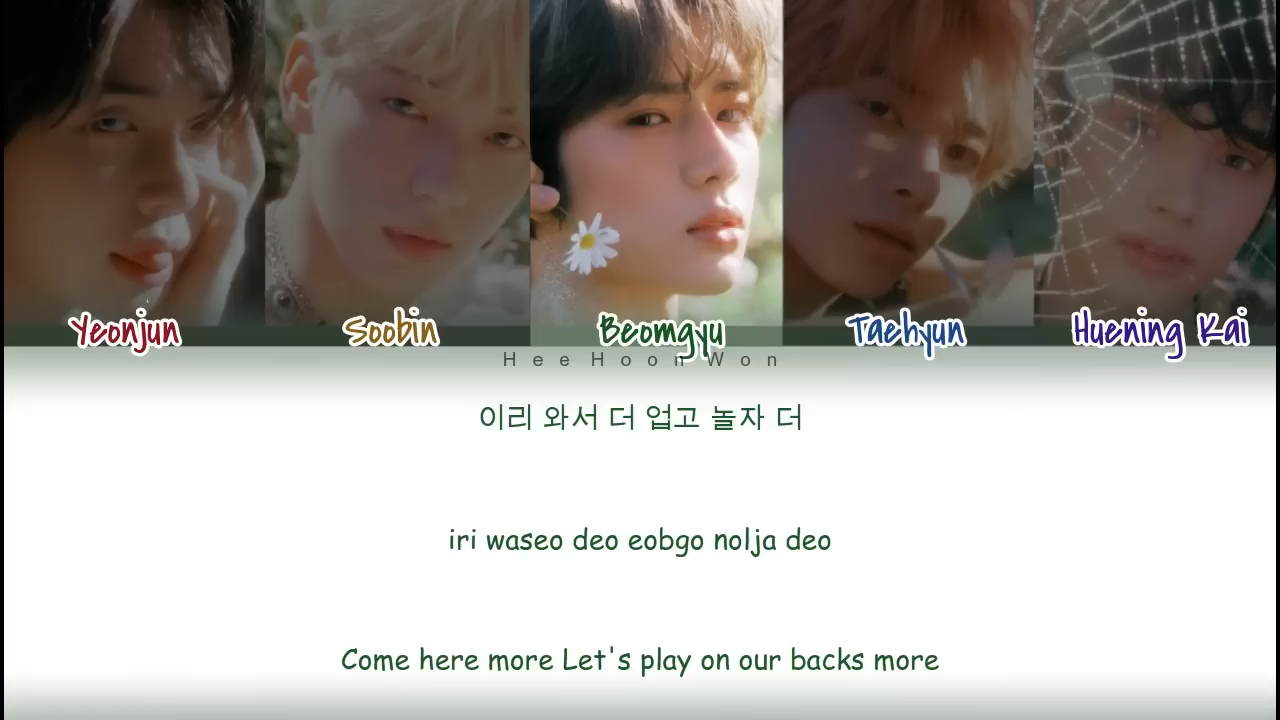 Yeonjun
Soobin
Beomgyu
Taehyun
Huening Kai
HeeHoonWon
이리 와서 더 업고 놀자 더
iri waseo deo eobgo nolja deo
Come here more Let's play on our backs more